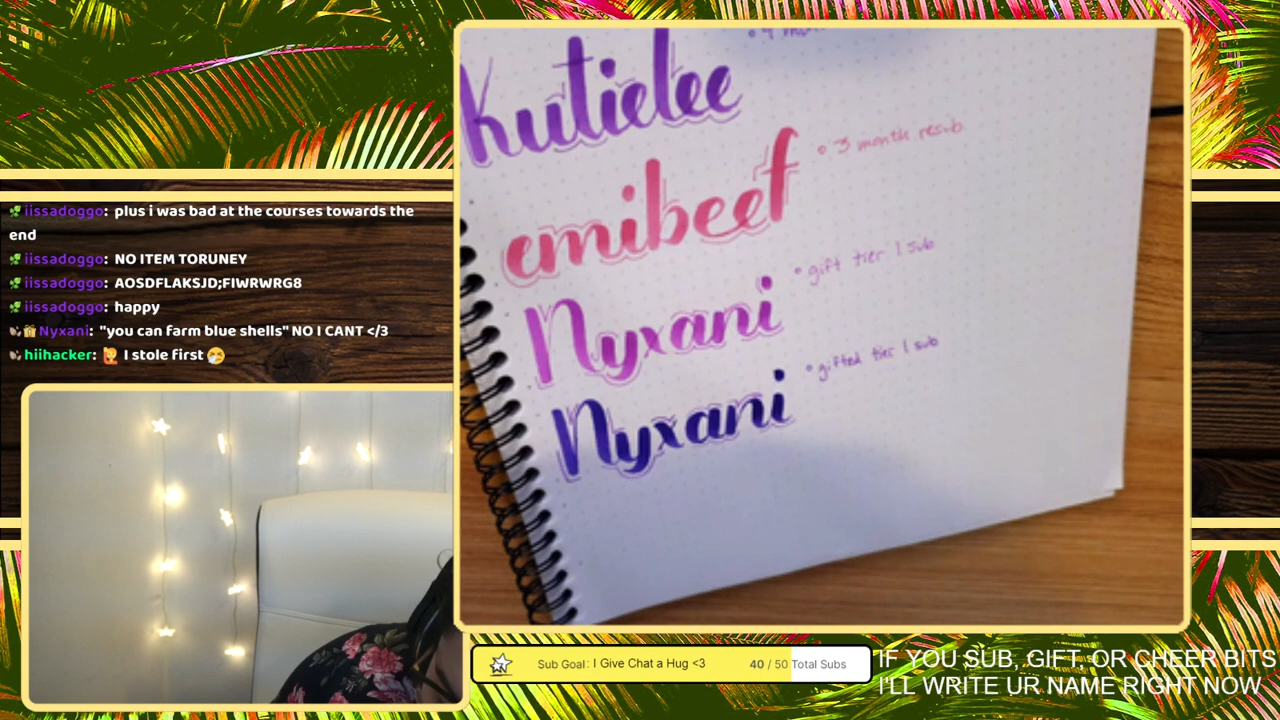 iissadoggo: plus i was bad at the courses towards the
end
iissadoggo: NO ITEM TORUNEY
iissadoggo: AOSDFLAKSJD;FIWRWRG8
iissadoggo: happy
Nyxani: "you can farm blue shells" NO I CANT </3
hiihacker: I stole first
Kutielee
emibeef
3 month resub
Nyxani
gift tier 1 sub
Nyxani
gifted tier 1 sub
Sub Goal: I Give Chat a Hug <3 40 / 50 Total Subs
IF YOU SUB, GIFT, OR CHEER BITS
I'LL WRITE UR NAME RIGHT NOW